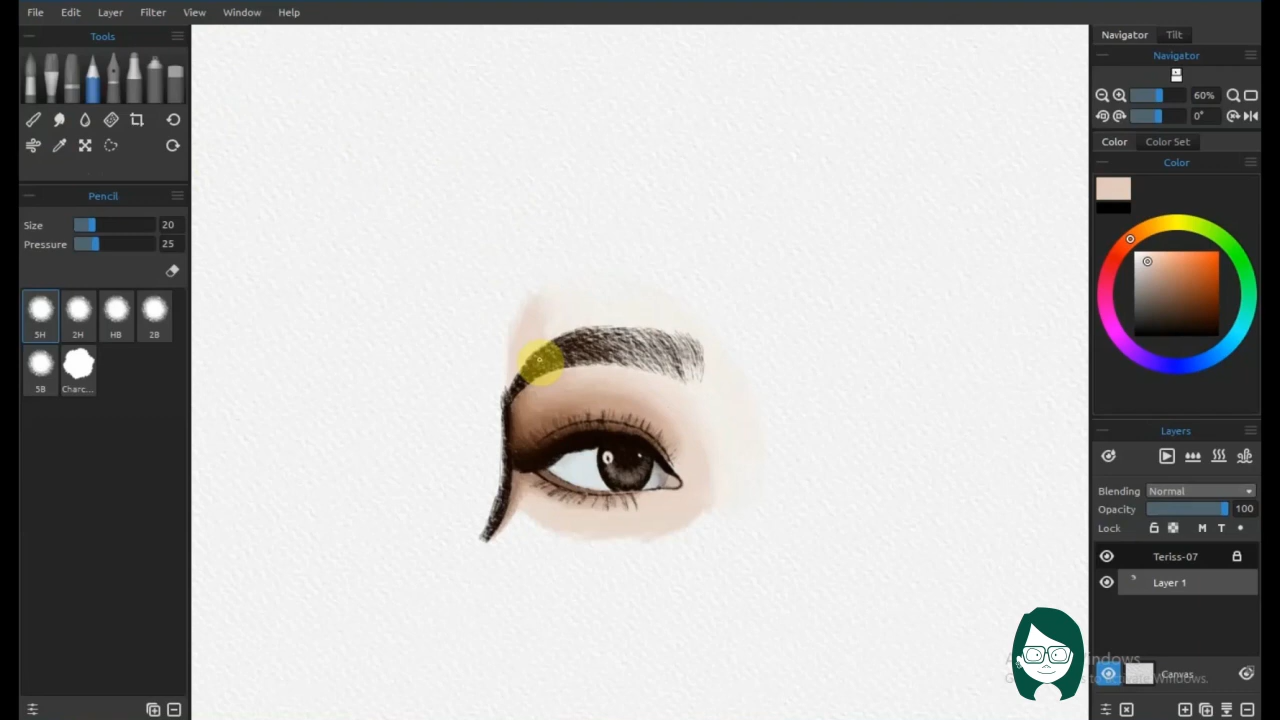 File Edit Layer Filter View Window Help
Tools
Pencil
Size 20
Pressure 25
5H 2H HB 2B
5B Charc...
Navigator Tilt
Navigator
60%
0°
Color Color Set
Color
Layers
Blending Normal
Opacity 100
Lock M T
Teriss-07
Layer 1
Canvas